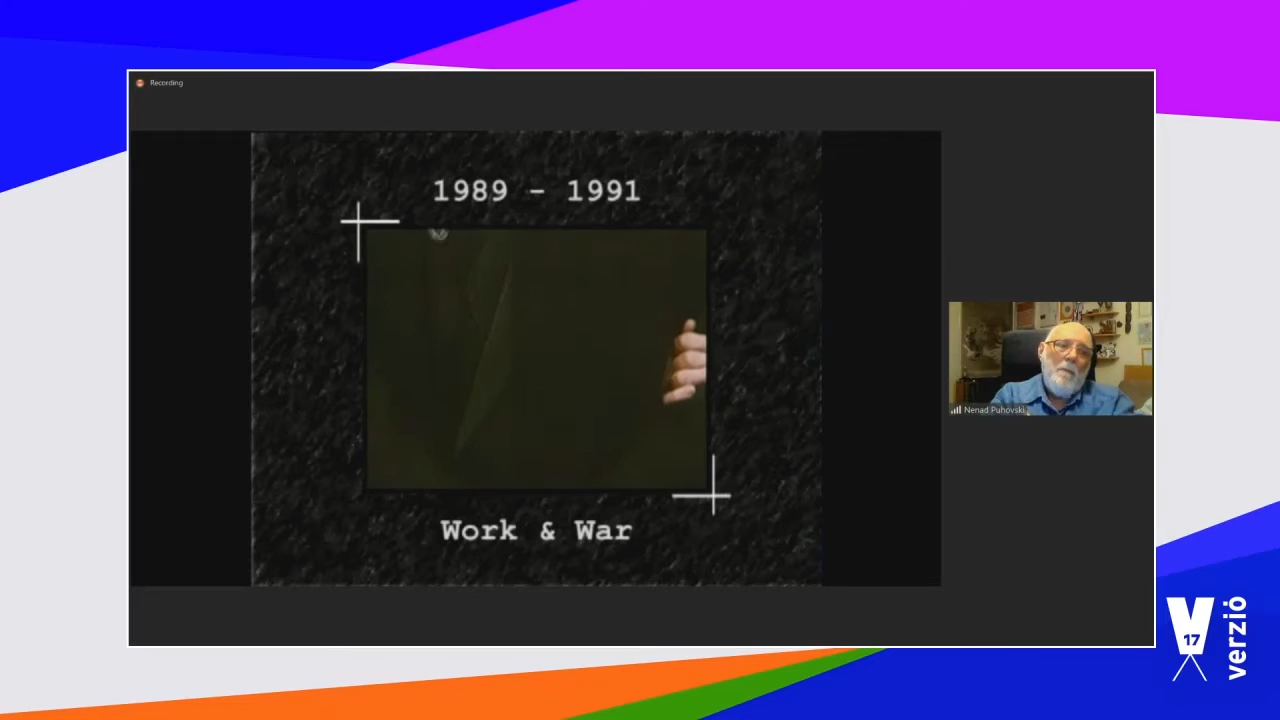 Recording
1989 - 1991
Work & War
Nenad Puhovski
17
verzió